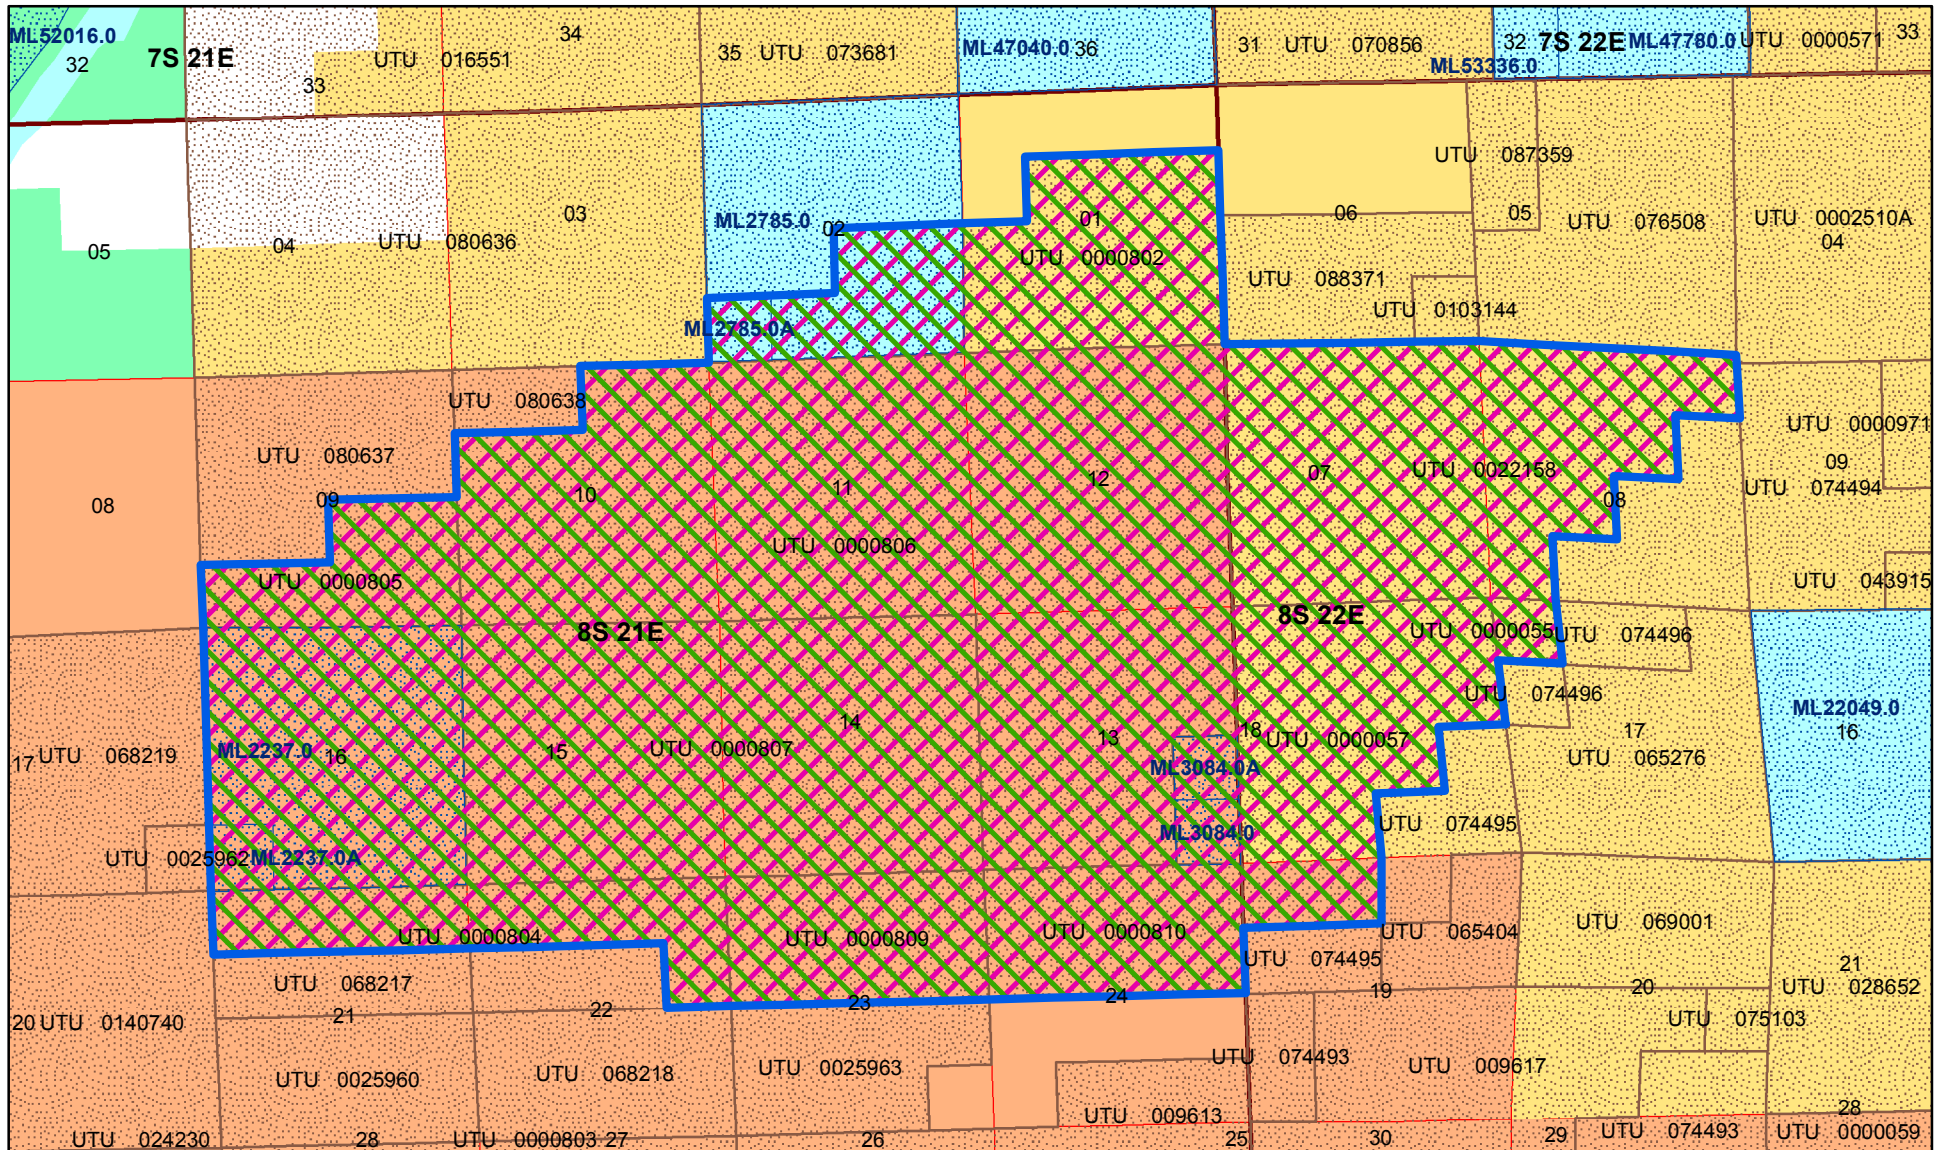 ML52016.0
32
7S 21E
33
UTU 016551
34
35 UTU 073681
ML47040.0 36
31 UTU 070856
32 7S 22E ML47780.0
ML53336.0
UTU 0000571 33
05
04
UTU 080636
03
ML2785.0
02
ML2785.0A
01
UTU 0000802
06
UTU 087359
05
UTU 088371
UTU 0103144
UTU 076508
UTU 0002510A
04
08
UTU 080637
09
UTU 080638
10
11
12
UTU 0000806
UTU 0000805
07
UTU 0022158
08
UTU 0000971
09
UTU 074494
UTU 043915
8S 21E
8S 22E
UTU 0000055
UTU 074496
UTU 074496
17 UTU 068219
ML2237.0
16
15
UTU 0000807
14
13
18
UTU 0000057
17
UTU 065276
ML22049.0
16
ML3084.0A
ML3084.0
UTU 074495
UTU 0025962
ML2237.0A
UTU 0000804
UTU 0000809
UTU 0000810
UTU 065404
UTU 069001
UTU 074495
19
20
21
UTU 028652
20 UTU 0140740
UTU 068217
21
22
23
24
UTU 075103
UTU 0025960
UTU 068218
UTU 0025963
UTU 074493
UTU 009617
UTU 009613
28
UTU 024230
28
UTU 0000803 27
26
25
30
29
UTU 074493
UTU 0000059